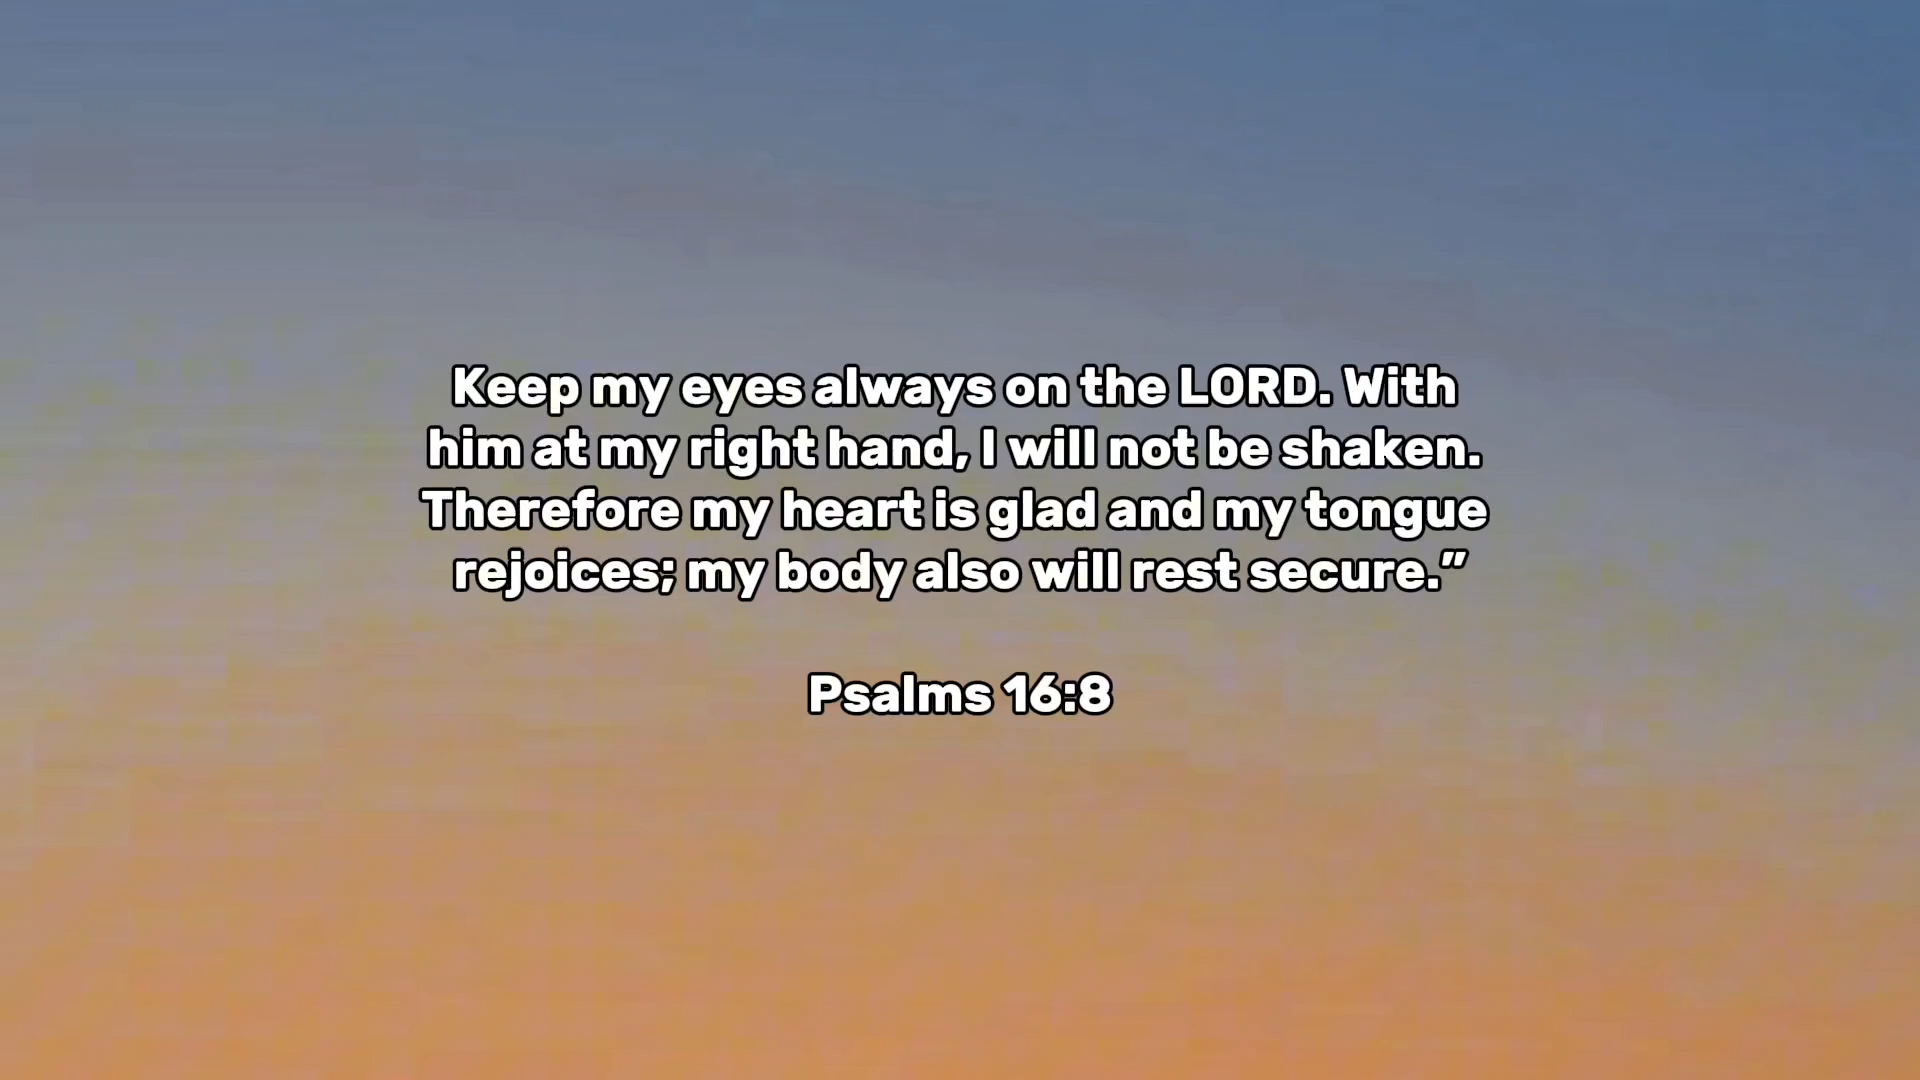 Keep my eyes always on the LORD. With
him at my right hand, I will not be shaken.
Therefore my heart is glad and my tongue
rejoices; my body also will rest secure.”
Psalms 16:8